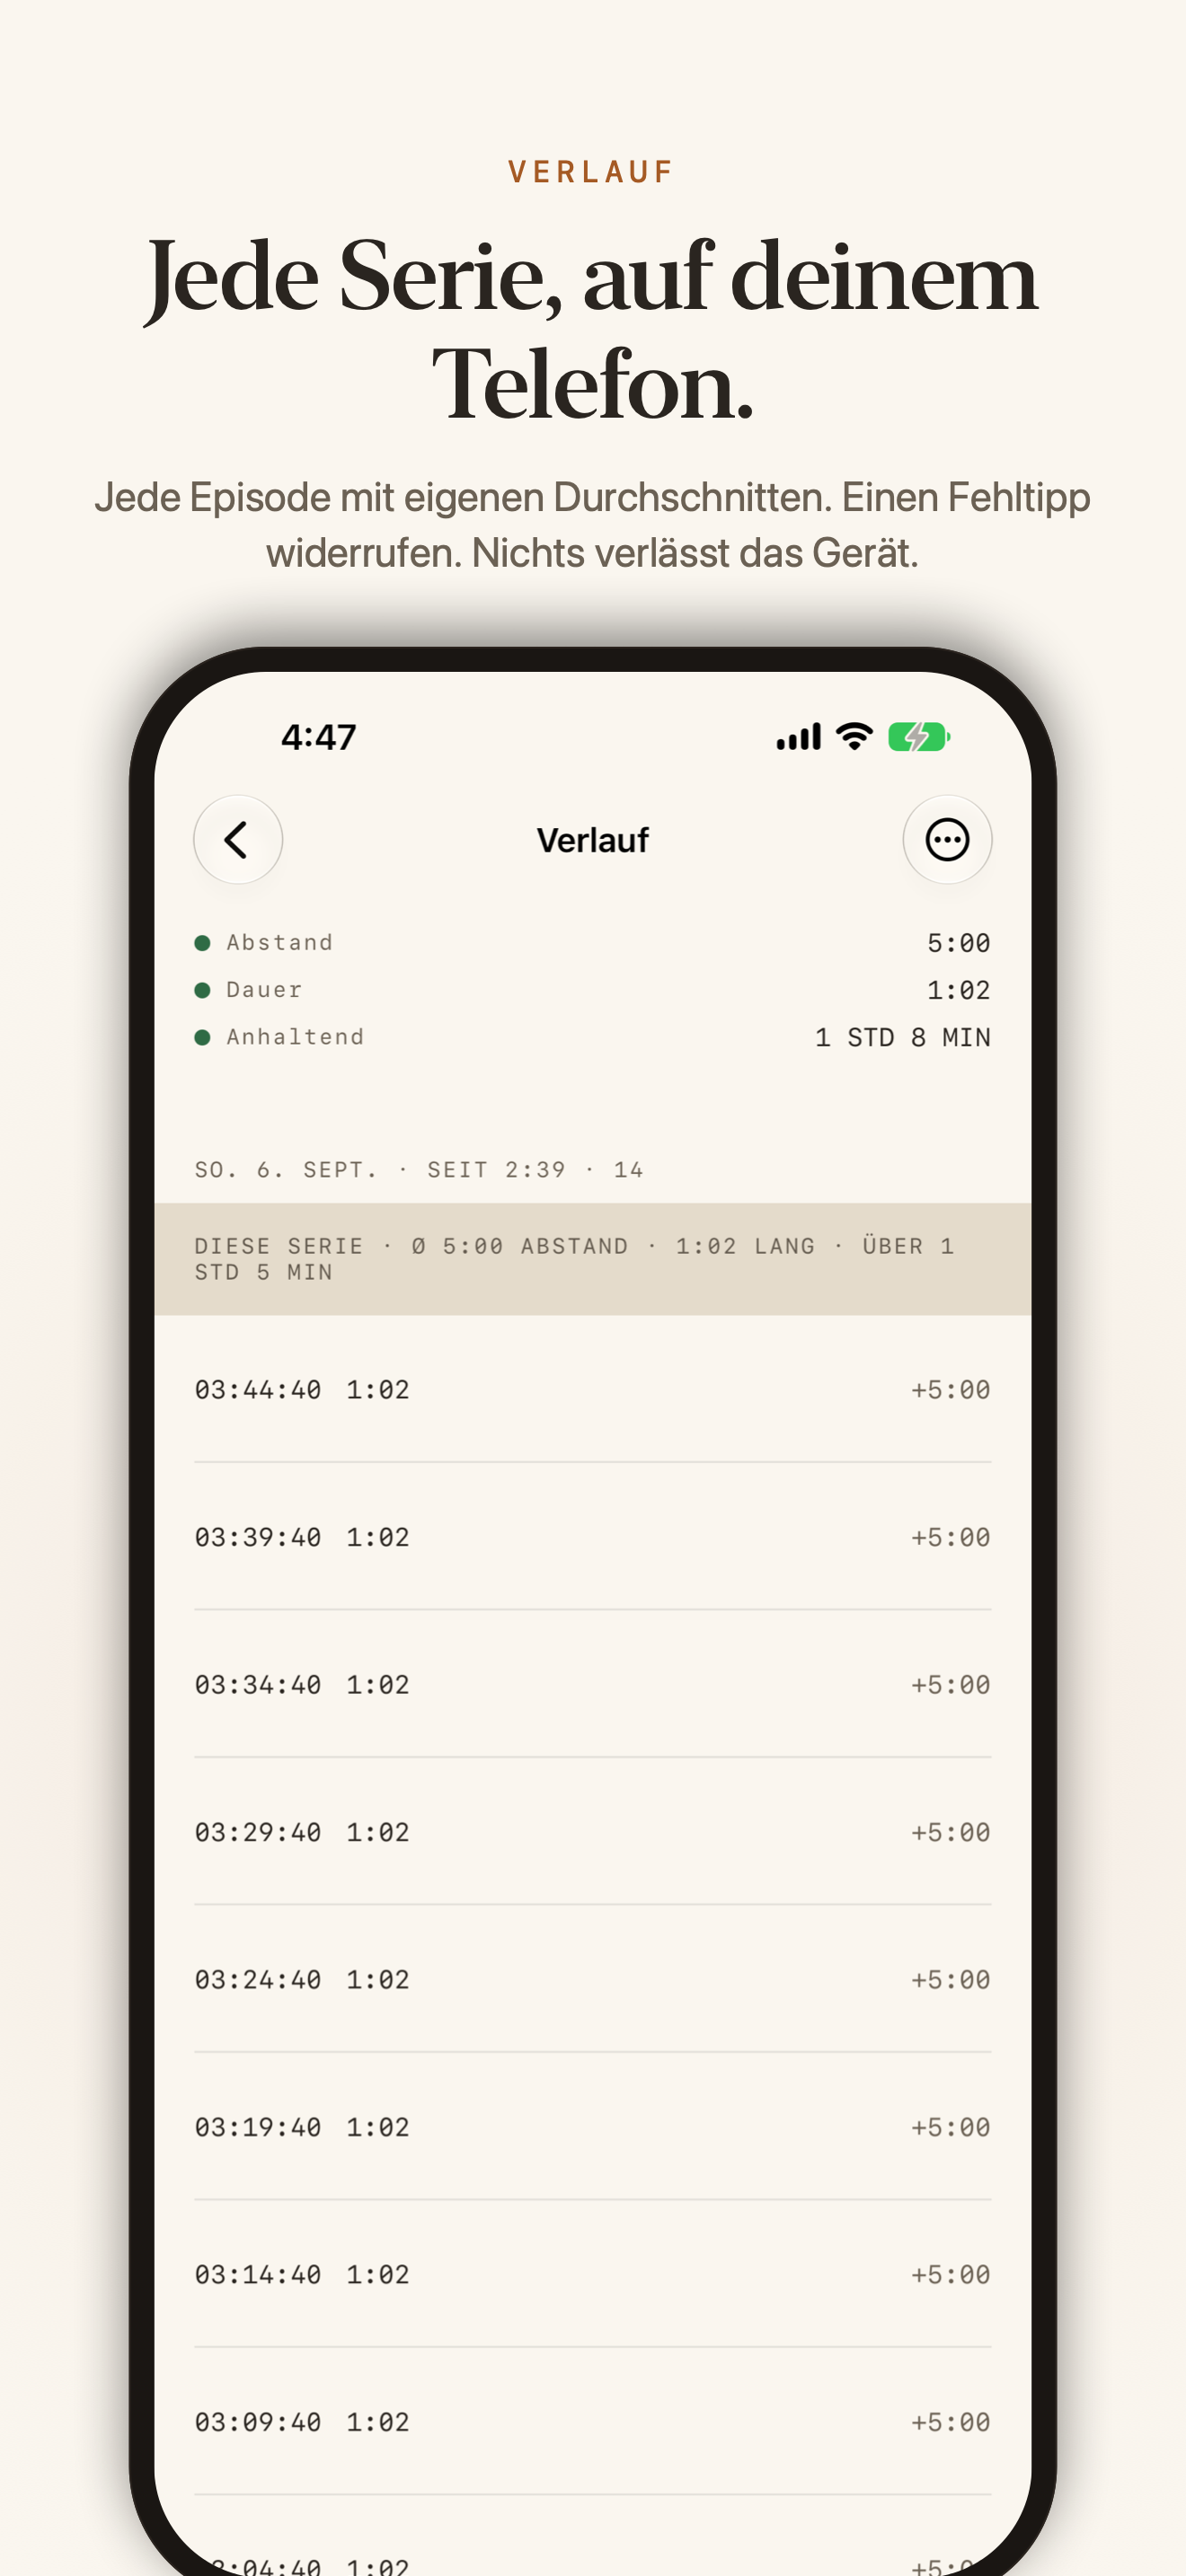 VERLAUF
Jede Serie, auf deinem
Telefon.
Jede Episode mit eigenen Durchschnitten. Einen Fehltipp
widerrufen. Nichts verlässt das Gerät.
4:47
Verlauf
Abstand 5:00
Dauer 1:02
Anhaltend 1 STD 8 MIN
SO. 6. SEPT. · SEIT 2:39 · 14
DIESE SERIE · Ø 5:00 ABSTAND · 1:02 LANG · ÜBER 1
STD 5 MIN
03:44:40 1:02 +5:00
03:39:40 1:02 +5:00
03:34:40 1:02 +5:00
03:29:40 1:02 +5:00
03:24:40 1:02 +5:00
03:19:40 1:02 +5:00
03:14:40 1:02 +5:00
03:09:40 1:02 +5:00
1:02